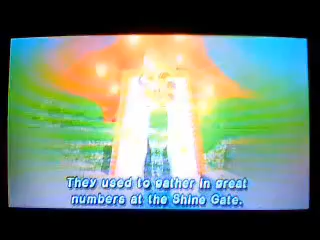 They used to gather in great
numbers at the Shine Gate.